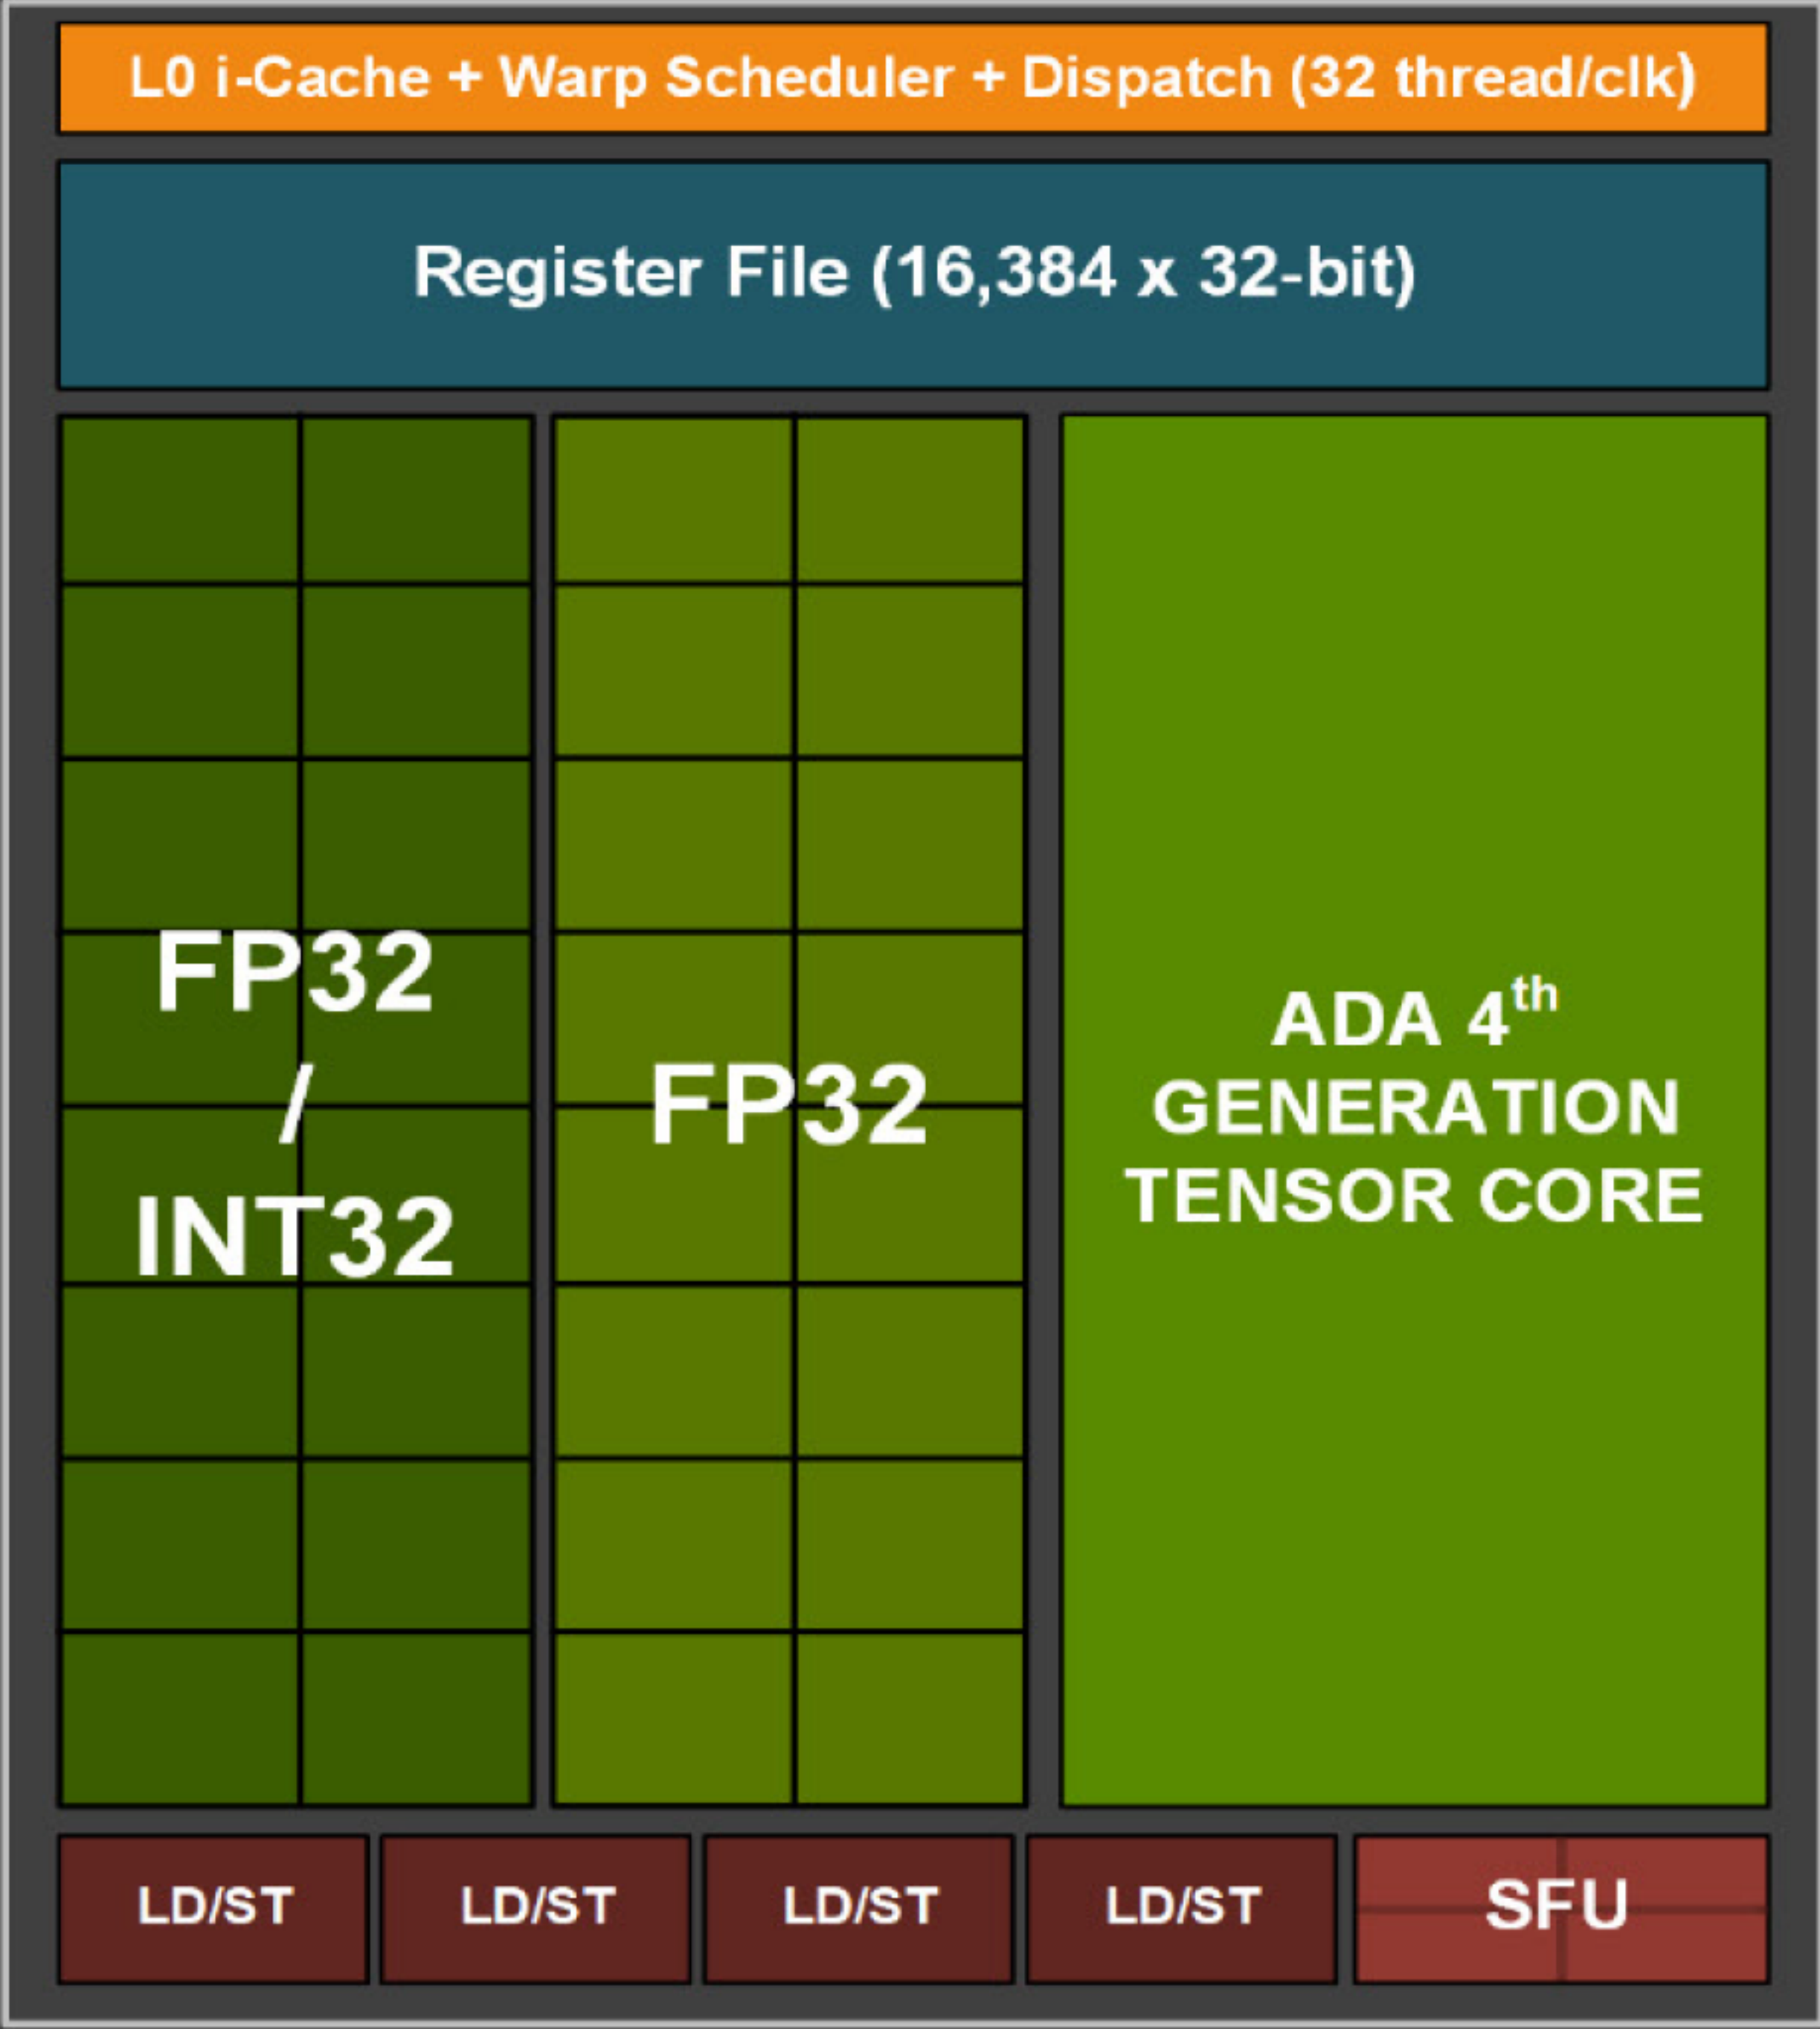 L0 i-Cache + Warp Scheduler + Dispatch (32 thread/clk)
Register File (16,384 x 32-bit)
FP32
/
INT32
FP32
ADA 4th
GENERATION
TENSOR CORE
LD/ST
LD/ST
LD/ST
LD/ST
SFU